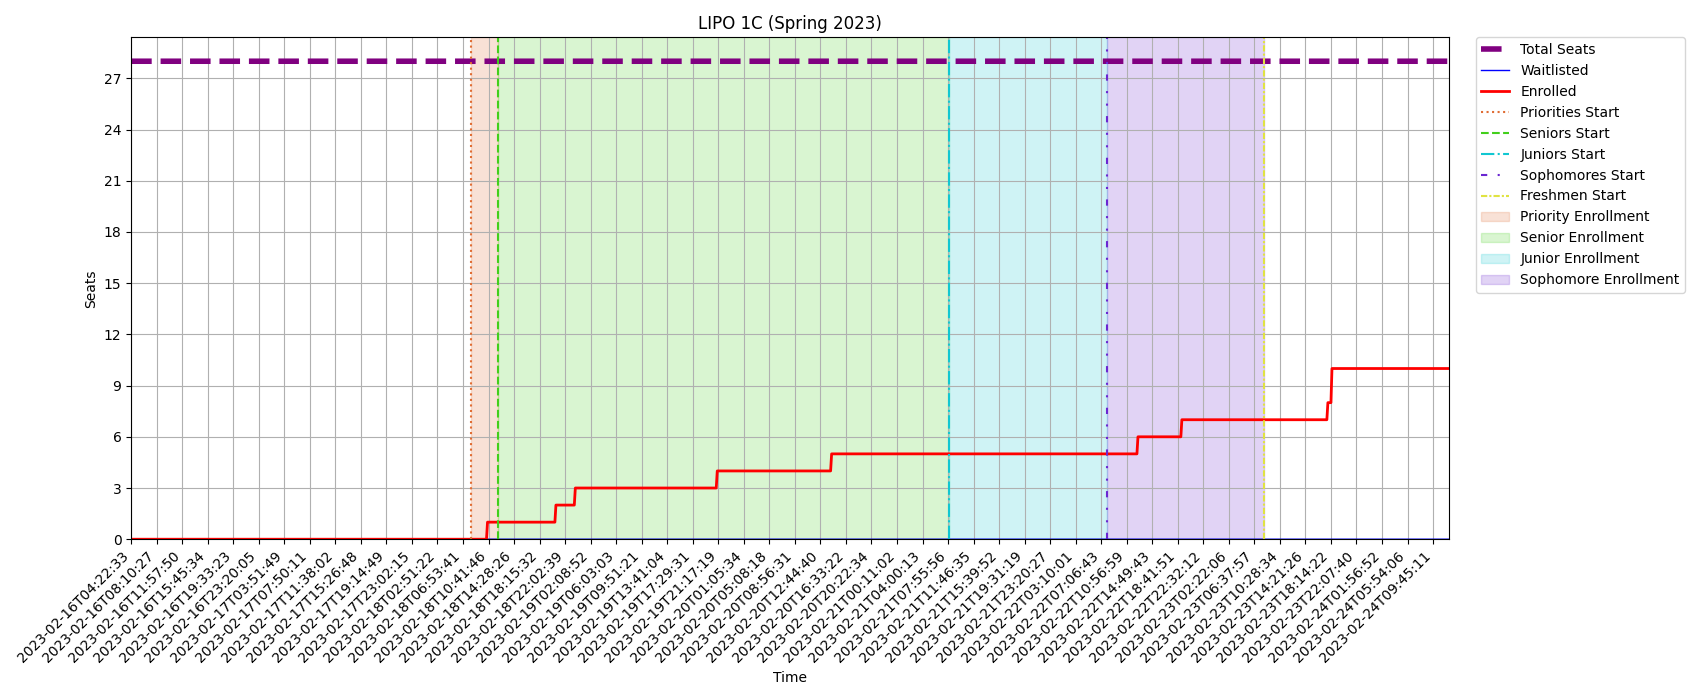 LIPO 1C (Spring 2023)
Seats
27
24
21
18
15
12
9
6
3
0
2023-02-16T04:22:33
2023-02-16T08:10:27
2023-02-16T11:57:50
2023-02-16T15:45:34
2023-02-16T19:33:23
2023-02-16T23:20:05
2023-02-17T03:51:49
2023-02-17T07:50:11
2023-02-17T11:38:02
2023-02-17T15:26:48
2023-02-17T19:14:49
2023-02-17T23:02:15
2023-02-18T02:51:22
2023-02-18T06:53:41
2023-02-18T10:41:46
2023-02-18T14:28:26
2023-02-18T18:15:32
2023-02-18T22:02:39
2023-02-19T02:08:52
2023-02-19T06:03:03
2023-02-19T09:51:21
2023-02-19T13:41:04
2023-02-19T17:29:31
2023-02-19T21:17:19
2023-02-20T01:05:34
2023-02-20T05:08:18
2023-02-20T08:56:31
2023-02-20T12:44:40
2023-02-20T16:33:22
2023-02-20T20:22:34
2023-02-21T00:11:02
2023-02-21T04:00:13
2023-02-21T07:55:56
2023-02-21T11:46:35
2023-02-21T15:39:52
2023-02-21T19:31:19
2023-02-21T23:20:27
2023-02-22T03:10:01
2023-02-22T07:06:43
2023-02-22T10:56:59
2023-02-22T14:49:43
2023-02-22T18:41:51
2023-02-22T22:32:12
2023-02-23T02:22:06
2023-02-23T06:37:57
2023-02-23T10:28:34
2023-02-23T14:21:26
2023-02-23T18:14:22
2023-02-23T22:07:40
2023-02-24T01:56:52
2023-02-24T05:54:06
2023-02-24T09:45:11
Time
Total Seats
Waitlisted
Enrolled
Priorities Start
Seniors Start
Juniors Start
Sophomores Start
Freshmen Start
Priority Enrollment
Senior Enrollment
Junior Enrollment
Sophomore Enrollment